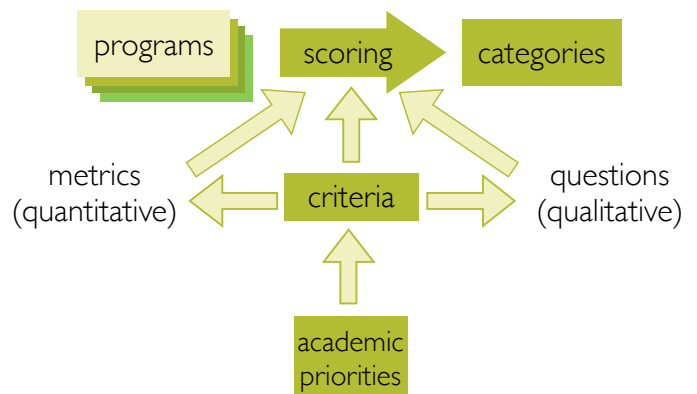 programs
scoring
categories
metrics
(quantitative)
criteria
questions
(qualitative)
academic
priorities